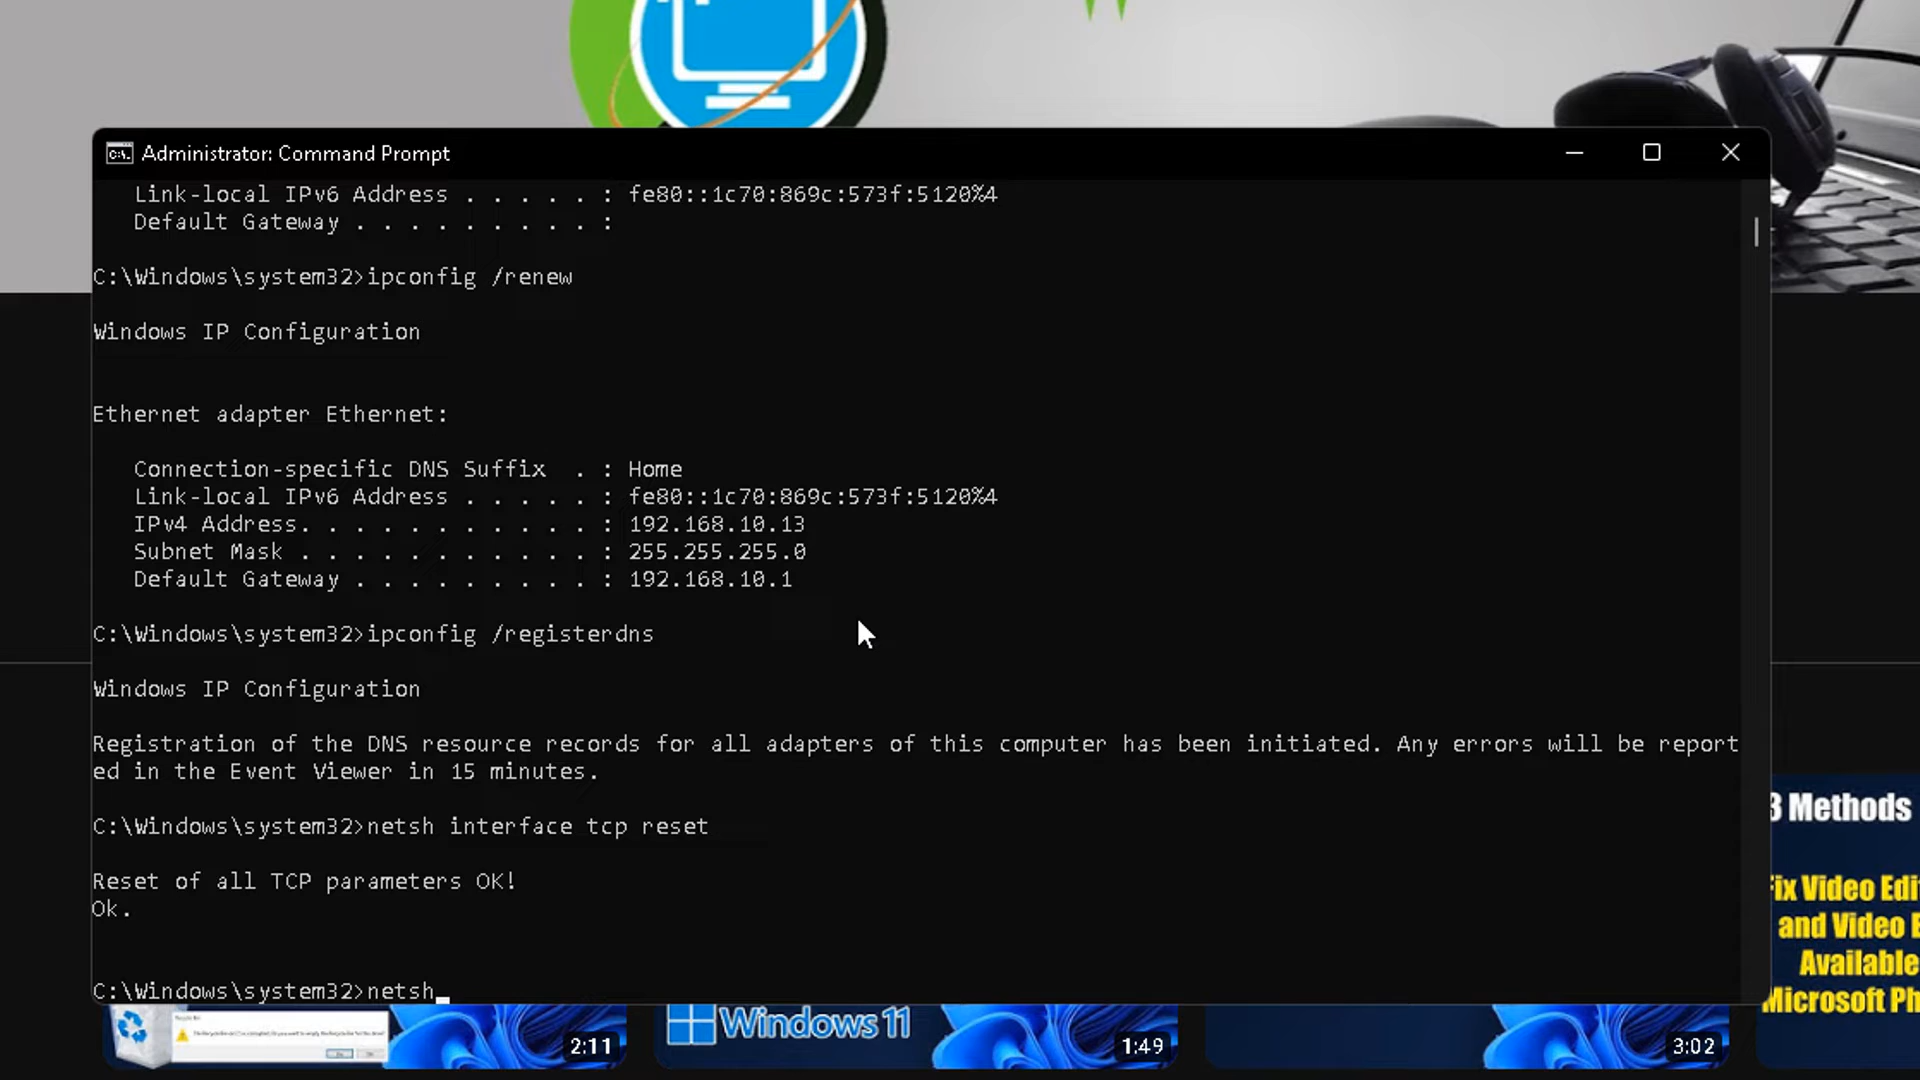 Administrator: Command Prompt
Link-local IPv6 Address . . . . . : fe80::1c70:869c:573f:5120%4
Default Gateway . . . . . . . . . :
C:\Windows\system32>ipconfig /renew
Windows IP Configuration
Ethernet adapter Ethernet:
Connection-specific DNS Suffix . : Home
Link-local IPv6 Address . . . . . : fe80::1c70:869c:573f:5120%4
IPv4 Address. . . . . . . . . . . : 192.168.10.13
Subnet Mask . . . . . . . . . . . : 255.255.255.0
Default Gateway . . . . . . . . . : 192.168.10.1
C:\Windows\system32>ipconfig /registerdns
Windows IP Configuration
Registration of the DNS resource records for all adapters of this computer has been initiated. Any errors will be report
ed in the Event Viewer in 15 minutes.
C:\Windows\system32>netsh interface tcp reset
Reset of all TCP parameters OK!
Ok.
C:\Windows\system32>netsh
3 Methods
Fix Video Edi
and Video E
Available
Microsoft Ph
Windows 11
2:11
1:49
3:02